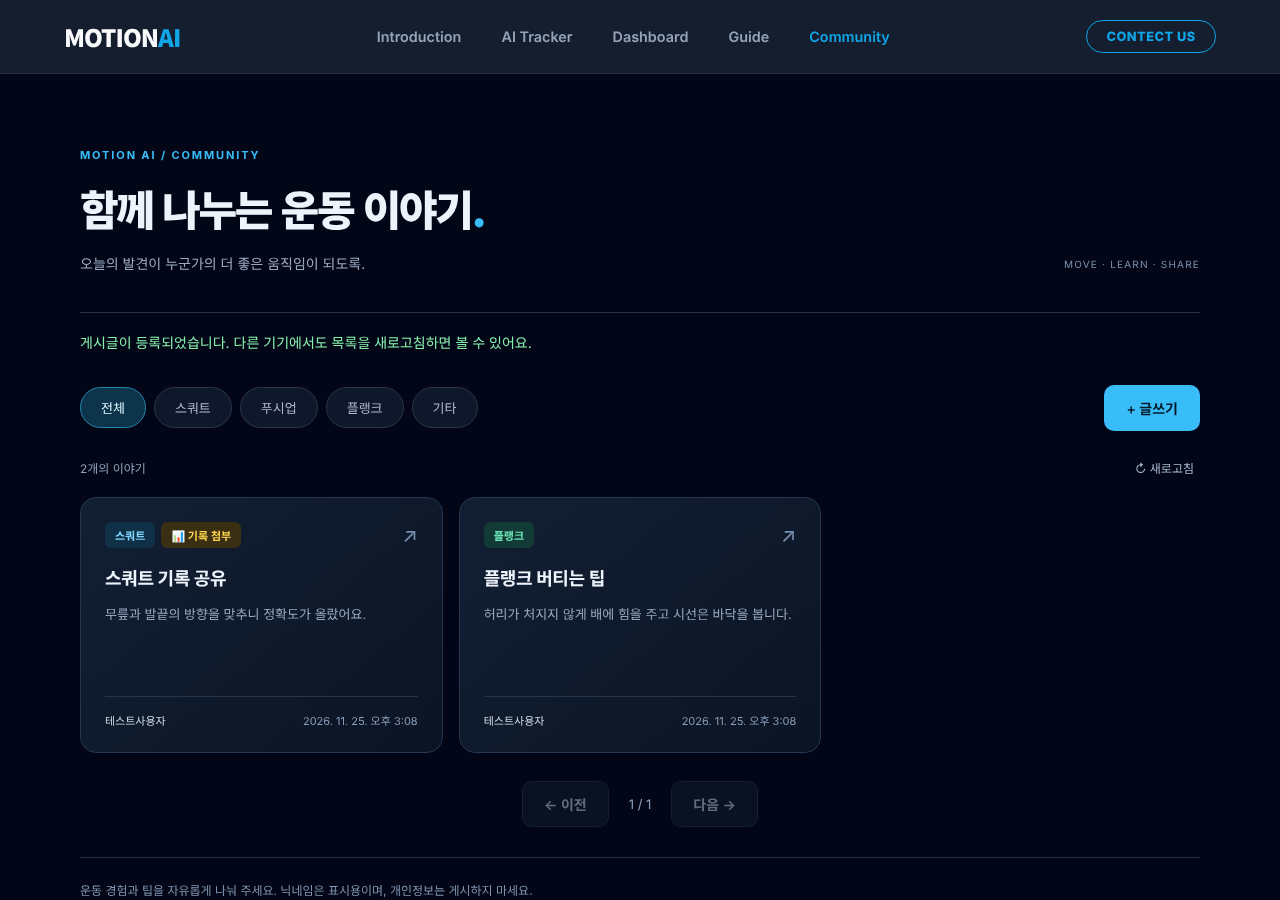 MOTIONAI
Introduction AI Tracker Dashboard Guide Community
CONTECT US
MOTION AI / COMMUNITY
함께 나누는 운동 이야기.
오늘의 발견이 누군가의 더 좋은 움직임이 되도록.
MOVE · LEARN · SHARE
게시글이 등록되었습니다. 다른 기기에서도 목록을 새로고침하면 볼 수 있어요.
전체 스쿼트 푸시업 플랭크 기타
+ 글쓰기
2개의 이야기
↻ 새로고침
스쿼트 📊 기록 첨부 ↗
스쿼트 기록 공유
무릎과 발끝의 방향을 맞추니 정확도가 올랐어요.
테스트사용자 2026. 11. 25. 오후 3:08
플랭크 ↗
플랭크 버티는 팁
허리가 처지지 않게 배에 힘을 주고 시선은 바닥을 봅니다.
테스트사용자 2026. 11. 25. 오후 3:08
← 이전 1 / 1 다음 →
운동 경험과 팁을 자유롭게 나눠 주세요. 닉네임은 표시용이며, 개인정보는 게시하지 마세요.